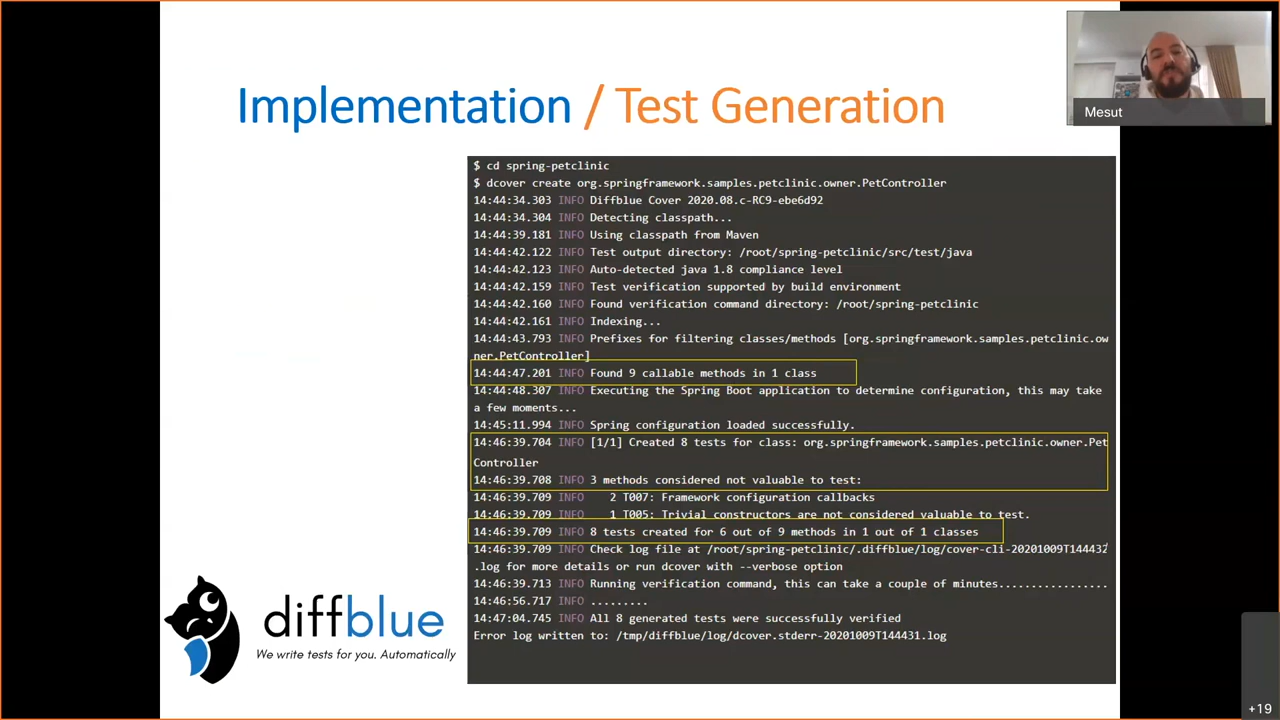 Implementation / Test Generation
Mesut
$ cd spring-petclinic
$ dcover create org.springframework.samples.petclinic.owner.PetController
14:44:34.303 INFO Diffblue Cover 2020.08.c-RC9-ebe6d92
14:44:34.304 INFO Detecting classpath...
14:44:39.181 INFO Using classpath from Maven
14:44:42.122 INFO Test output directory: /root/spring-petclinic/src/test/java
14:44:42.123 INFO Auto-detected java 1.8 compliance level
14:44:42.159 INFO Test verification supported by build environment
14:44:42.160 INFO Found verification command directory: /root/spring-petclinic
14:44:42.161 INFO Indexing...
14:44:43.793 INFO Prefixes for filtering classes/methods [org.springframework.samples.petclinic.ow
ner.PetController]
14:44:47.201 INFO Found 9 callable methods in 1 class
14:44:48.307 INFO Executing the Spring Boot application to determine configuration, this may take
a few moments...
14:45:11.994 INFO Spring configuration loaded successfully.
14:46:39.704 INFO [1/1] Created 8 tests for class: org.springframework.samples.petclinic.owner.Pet
Controller
14:46:39.708 INFO 3 methods considered not valuable to test:
14:46:39.709 INFO 2 T007: Framework configuration callbacks
14:46:39.709 INFO 1 T005: Trivial constructors are not considered valuable to test.
14:46:39.709 INFO 8 tests created for 6 out of 9 methods in 1 out of 1 classes
14:46:39.709 INFO Check log file at /root/spring-petclinic/.diffblue/log/cover-cli-20201009T144432
.log for more details or run dcover with --verbose option
14:46:39.713 INFO Running verification command, this can take a couple of minutes.................
14:46:56.717 INFO .........
14:47:04.745 INFO All 8 generated tests were successfully verified
Error log written to: /tmp/diffblue/log/dcover.stderr-20201009T144431.log
diffblue
We write tests for you. Automatically
+19